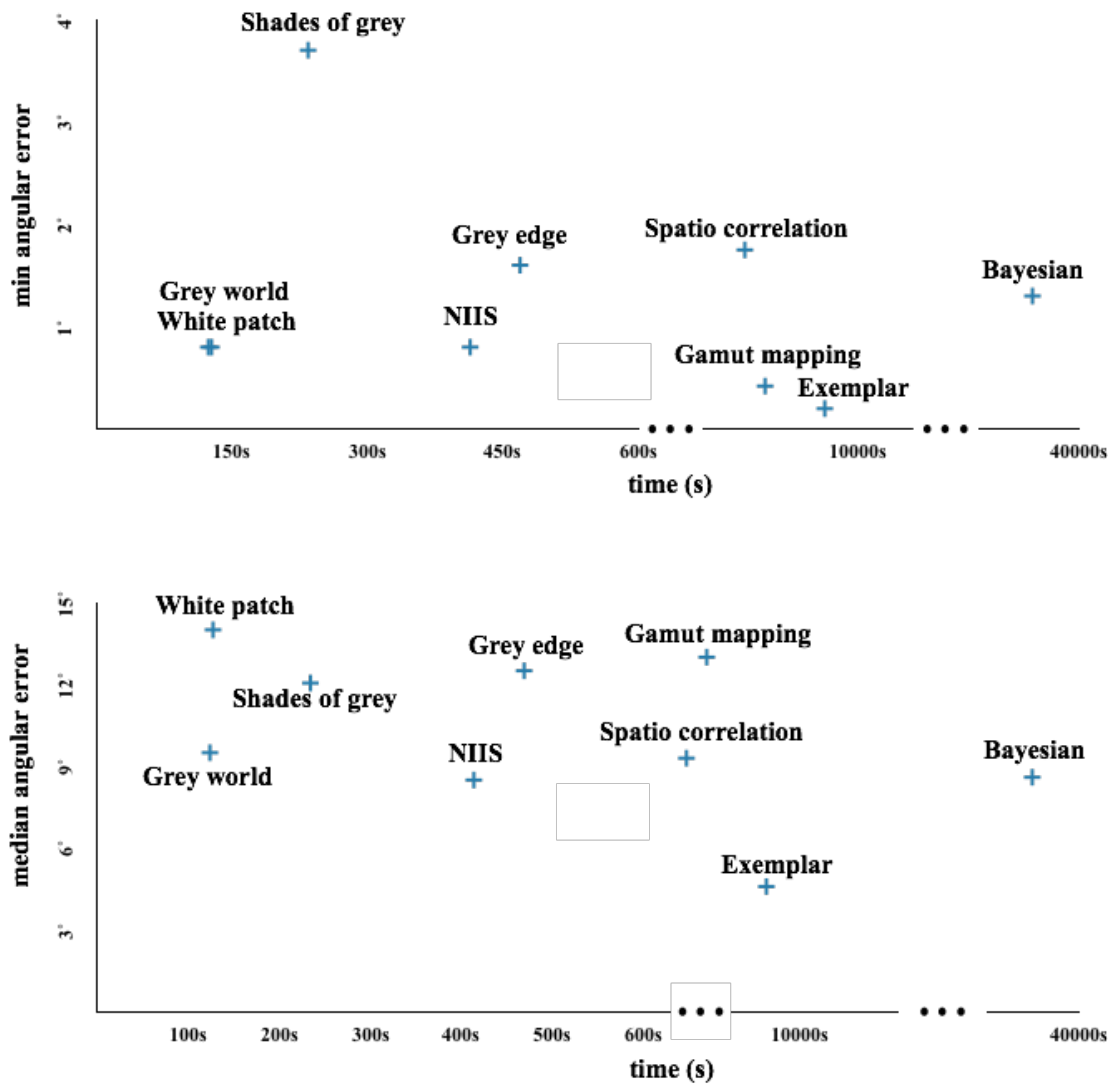 4°
Shades of grey
3°
min angular error
2°
Grey edge
Spatio correlation
Bayesian
Grey world
White patch
NIIS
1°
Gamut mapping
Exemplar
150s 300s 450s 600s 10000s 40000s
time (s)
15°
White patch
Grey edge
Gamut mapping
12°
Shades of grey
median angular error
Spatio correlation
9°
Grey world
NIIS
Bayesian
6°
Exemplar
3°
100s 200s 300s 400s 500s 600s 10000s 40000s
time (s)